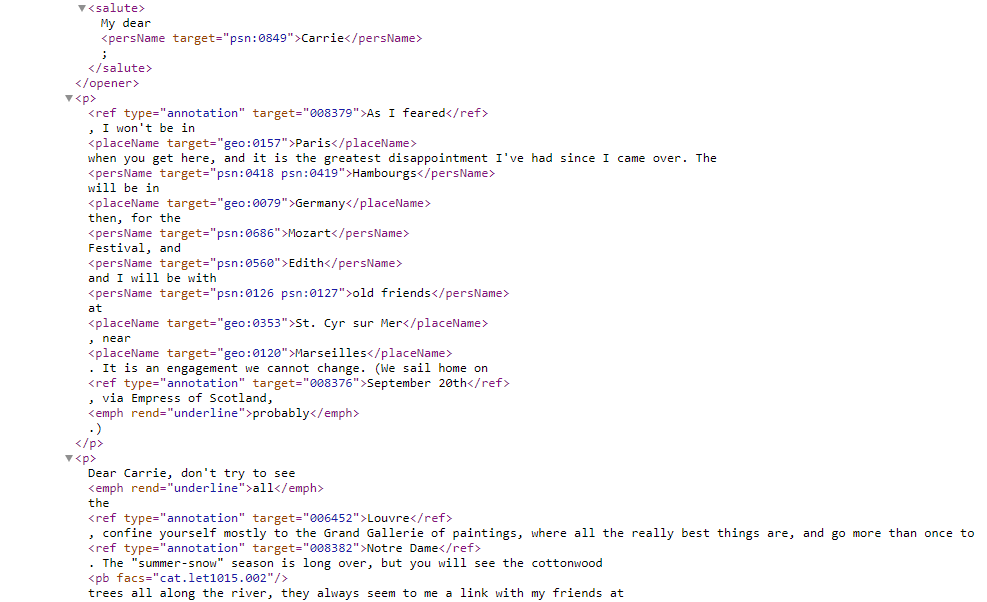 ▼<salute>
My dear
<persName target="psn:0849">Carrie</persName>
;
</salute>
</opener>
▼<p>
<ref type="annotation" target="008379">As I feared</ref>
, I won't be in
<placeName target="geo:0157">Paris</placeName>
when you get here, and it is the greatest disappointment I've had since I came over. The
<persName target="psn:0418 psn:0419">Hambourgs</persName>
will be in
<placeName target="geo:0079">Germany</placeName>
then, for the
<persName target="psn:0686">Mozart</persName>
Festival, and
<persName target="psn:0560">Edith</persName>
and I will be with
<persName target="psn:0126 psn:0127">old friends</persName>
at
<placeName target="geo:0353">St. Cyr sur Mer</placeName>
, near
<placeName target="geo:0120">Marseilles</placeName>
. It is an engagement we cannot change. (We sail home on
<ref type="annotation" target="008376">September 20th</ref>
, via Empress of Scotland,
<emph rend="underline">probably</emph>
.)
</p>
▼<p>
Dear Carrie, don't try to see
<emph rend="underline">all</emph>
the
<ref type="annotation" target="006452">Louvre</ref>
, confine yourself mostly to the Grand Gallerie of paintings, where all the really best things are, and go more than once to
<ref type="annotation" target="008382">Notre Dame</ref>
. The "summer-snow" season is long over, but you will see the cottonwood
<pb facs="cat.let1015.002"/>
trees all along the river, they always seem to me a link with my friends at